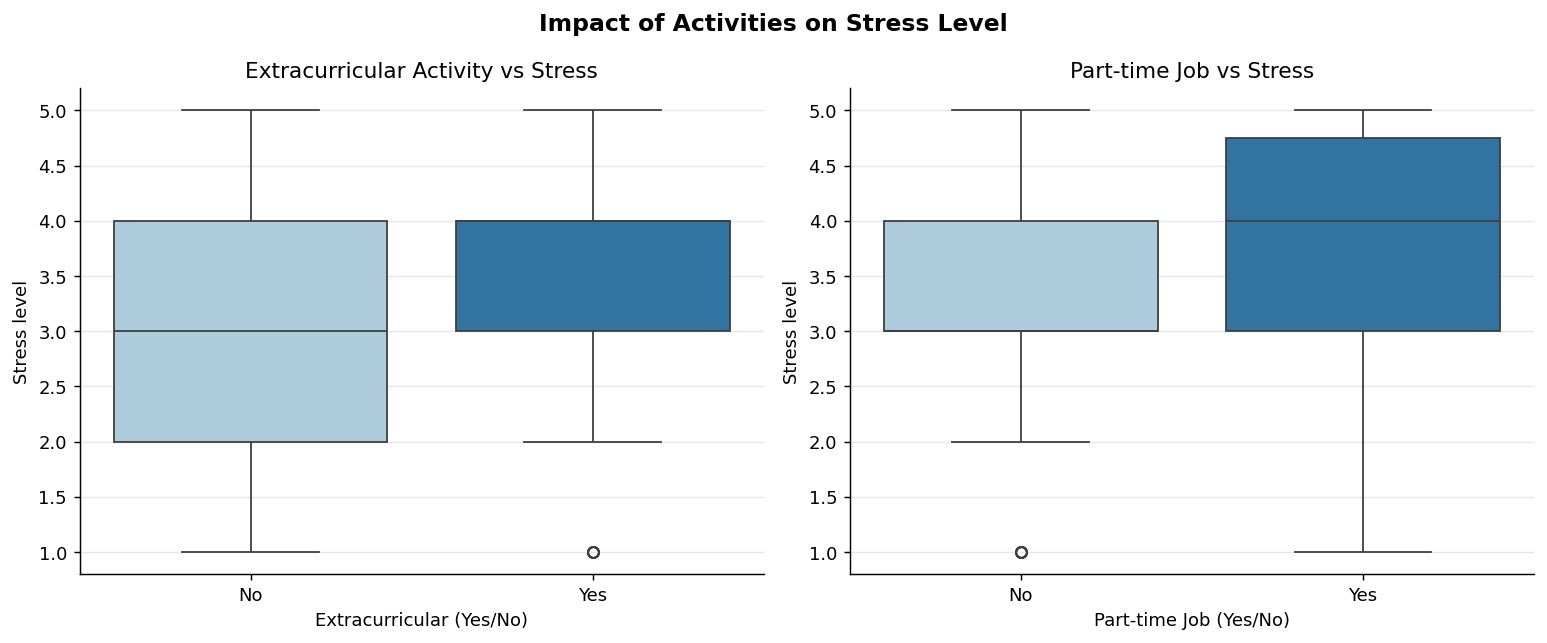 Impact of Activities on Stress Level
Extracurricular Activity vs Stress
Stress level
5.0
4.5
4.0
3.5
3.0
2.5
2.0
1.5
1.0
No
Yes
Extracurricular (Yes/No)
Part-time Job vs Stress
Stress level
5.0
4.5
4.0
3.5
3.0
2.5
2.0
1.5
1.0
No
Yes
Part-time Job (Yes/No)